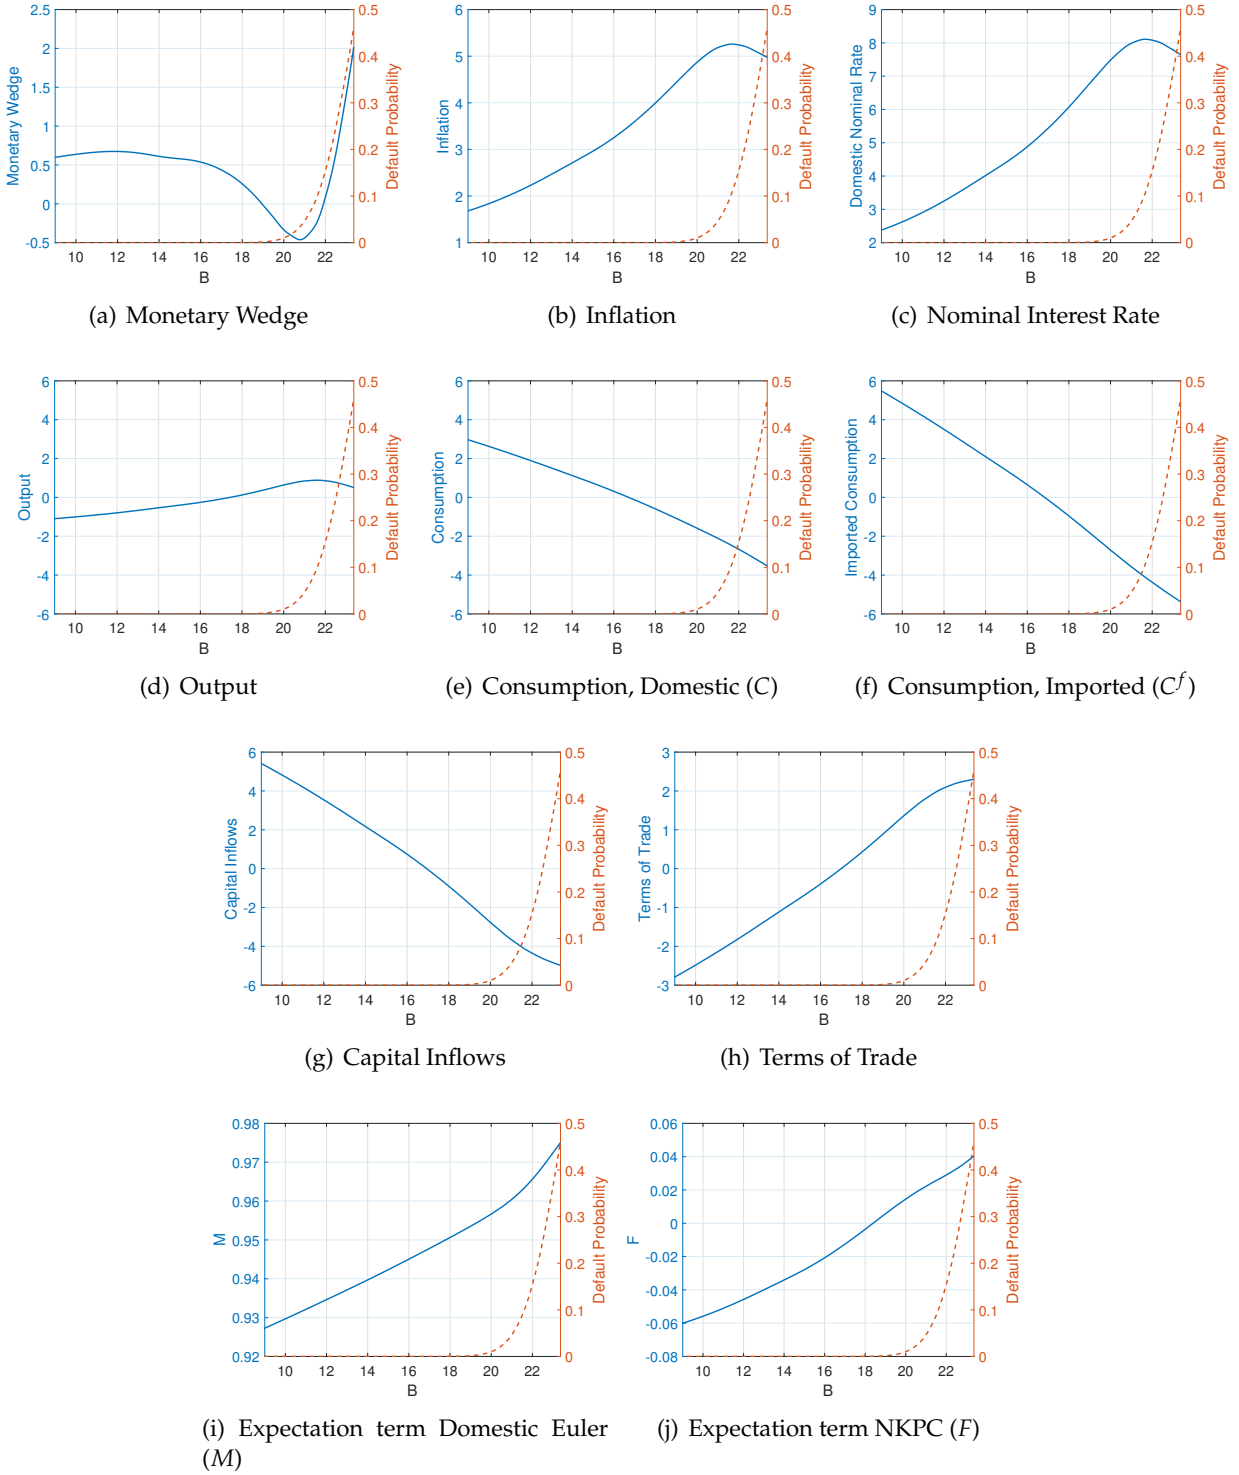 2.5
2
1.5
1
0.5
0
-0.5
Monetary Wedge
0.5
0.4
0.3
0.2
0.1
0
Default Probability
10 12 14 16 18 20 22
B
(a) Monetary Wedge
6
5
4
3
2
1
Inflation
0.5
0.4
0.3
0.2
0.1
0
Default Probability
10 12 14 16 18 20 22
B
(b) Inflation
9
8
7
6
5
4
3
2
Domestic Nominal Rate
0.5
0.4
0.3
0.2
0.1
0
Default Probability
10 12 14 16 18 20 22
B
(c) Nominal Interest Rate
6
4
2
0
-2
-4
-6
Output
0.5
0.4
0.3
0.2
0.1
0
Default Probability
10 12 14 16 18 20 22
B
(d) Output
6
4
2
0
-2
-4
-6
Consumption
0.5
0.4
0.3
0.2
0.1
0
Default Probability
10 12 14 16 18 20 22
B
(e) Consumption, Domestic (C)
6
4
2
0
-2
-4
-6
Imported Consumption
0.5
0.4
0.3
0.2
0.1
0
Default Probability
10 12 14 16 18 20 22
B
(f) Consumption, Imported (C^f)
6
4
2
0
-2
-4
-6
Capital Inflows
0.5
0.4
0.3
0.2
0.1
0
Default Probability
10 12 14 16 18 20 22
B
(g) Capital Inflows
3
2
1
0
-1
-2
-3
Terms of Trade
0.5
0.4
0.3
0.2
0.1
0
Default Probability
10 12 14 16 18 20 22
B
(h) Terms of Trade
0.98
0.97
0.96
0.95
0.94
0.93
0.92
M
0.5
0.4
0.3
0.2
0.1
0
Default Probability
10 12 14 16 18 20 22
B
(i) Expectation term Domestic Euler
(M)
0.06
0.04
0.02
0
-0.02
-0.04
-0.06
-0.08
F
0.5
0.4
0.3
0.2
0.1
0
Default Probability
10 12 14 16 18 20 22
B
(j) Expectation term NKPC (F)